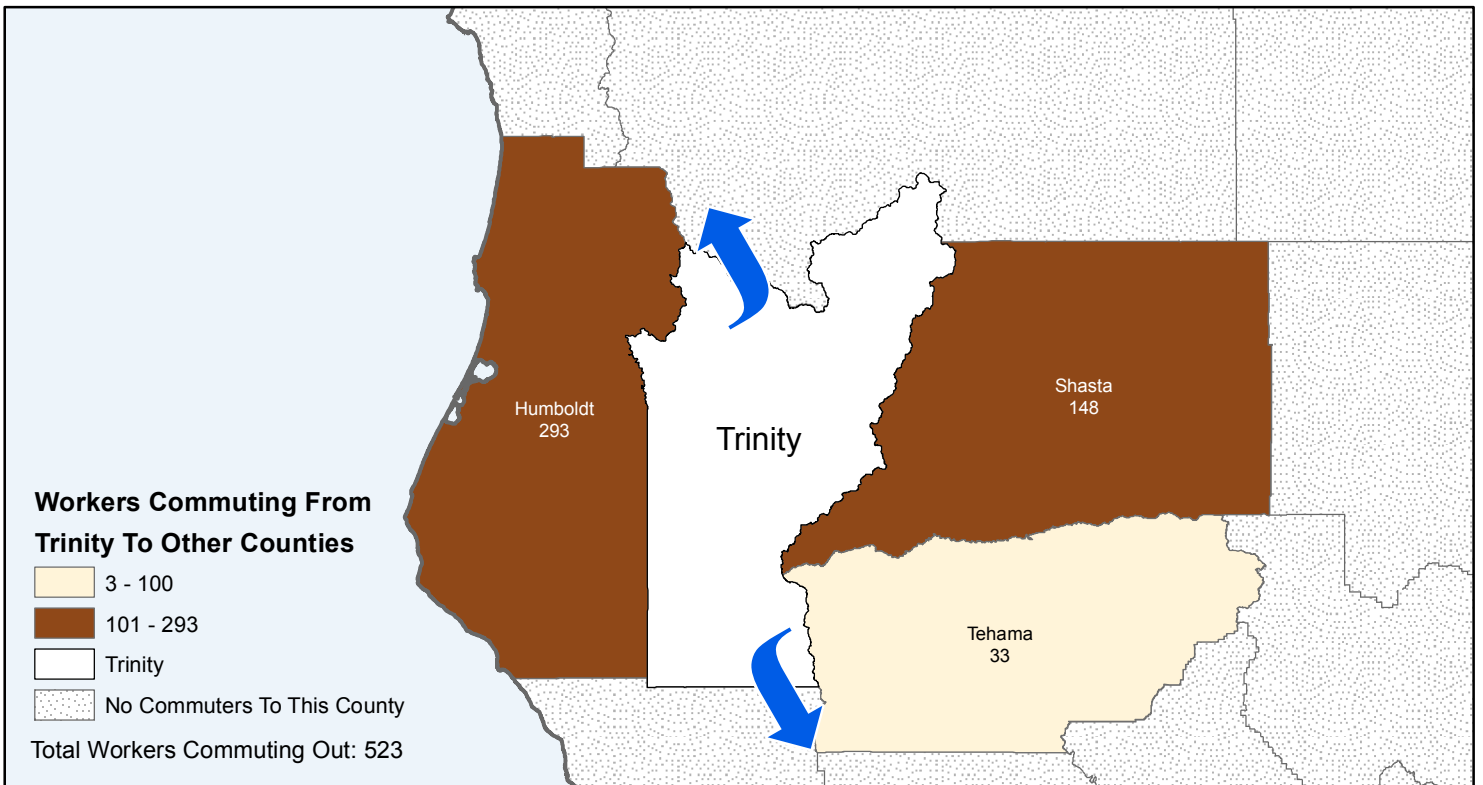 Humboldt
293
Trinity
Shasta
148
Tehama
33
Workers Commuting From
Trinity To Other Counties
3 - 100
101 - 293
Trinity
No Commuters To This County
Total Workers Commuting Out: 523